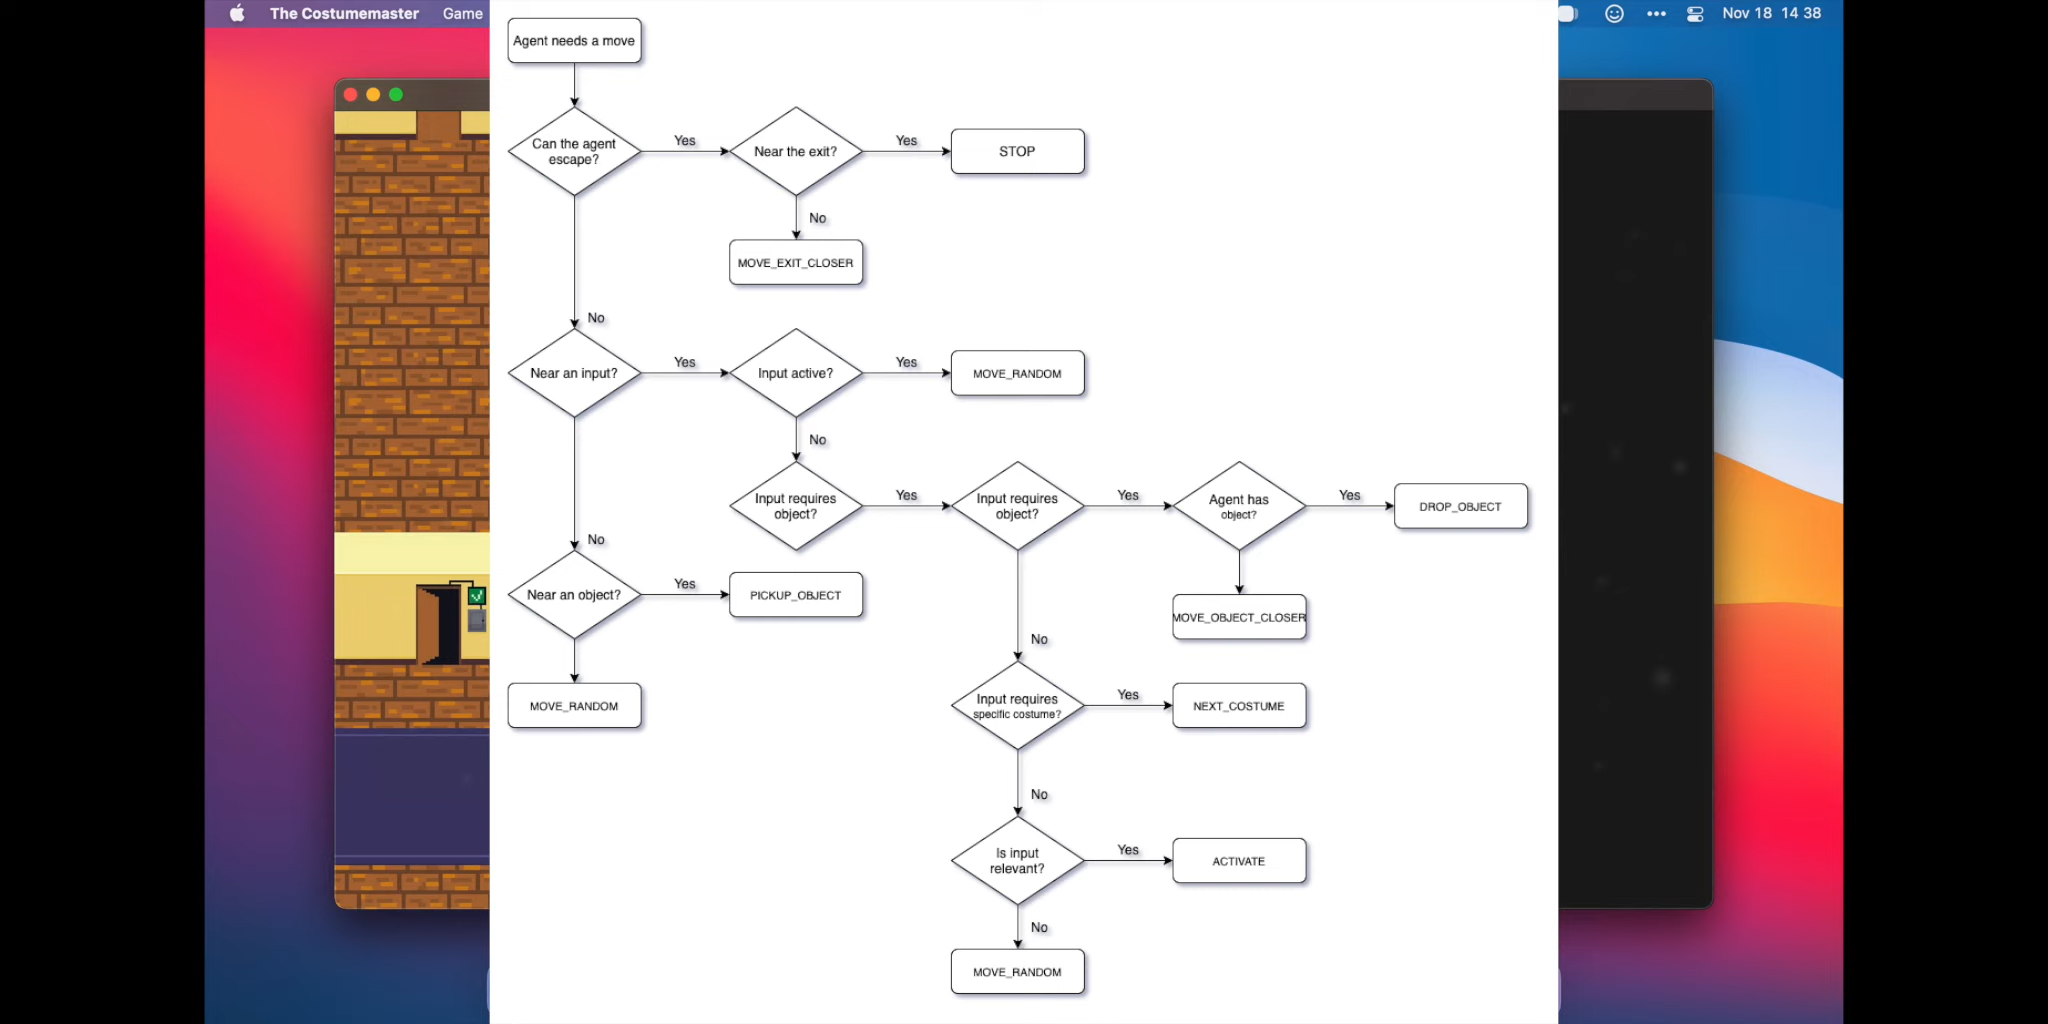 The Costumemaster Game
Nov 18 14 38
Agent needs a move
Can the agent
escape?
Yes
Near the exit?
Yes
STOP
No
MOVE_EXIT_CLOSER
No
Near an input?
Yes
Input active?
Yes
MOVE_RANDOM
No
Input requires
object?
Yes
Input requires
object?
Yes
Agent has
object?
Yes
DROP_OBJECT
No
Near an object?
Yes
PICKUP_OBJECT
MOVE_OBJECT_CLOSER
No
MOVE_RANDOM
Input requires
specific costume?
Yes
NEXT_COSTUME
No
Is input
relevant?
Yes
ACTIVATE
No
MOVE_RANDOM